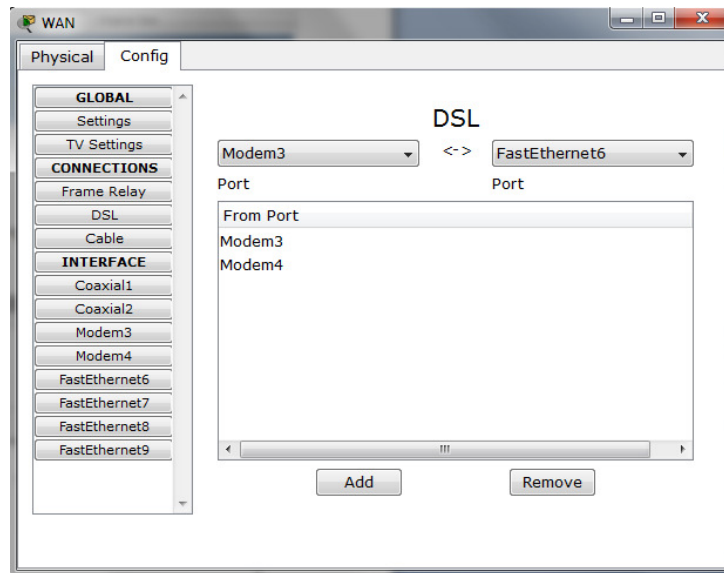 WAN
Physical Config
GLOBAL
Settings
TV Settings
CONNECTIONS
Frame Relay
DSL
Cable
INTERFACE
Coaxial1
Coaxial2
Modem3
Modem4
FastEthernet6
FastEthernet7
FastEthernet8
FastEthernet9
DSL
Modem3 <-> FastEthernet6
Port Port
From Port
Modem3
Modem4
Add Remove